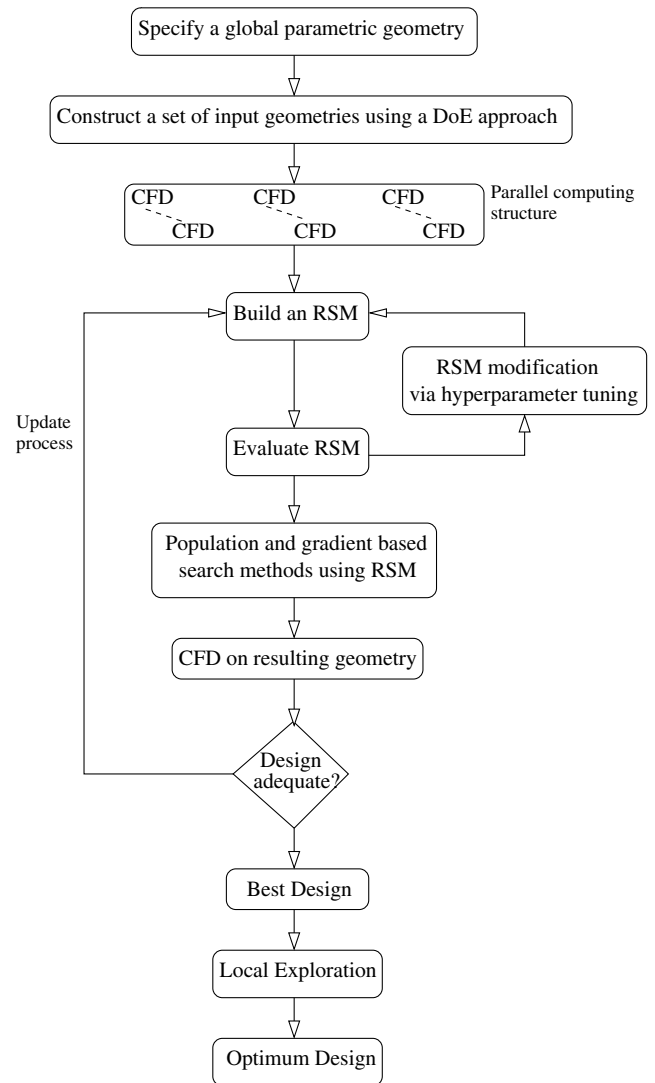 Specify a global parametric geometry
Construct a set of input geometries using a DoE approach
CFD CFD CFD
CFD CFD CFD
Parallel computing
structure
Build an RSM
RSM modification
via hyperparameter tuning
Update
process
Evaluate RSM
Population and gradient based
search methods using RSM
CFD on resulting geometry
Design
adequate?
Best Design
Local Exploration
Optimum Design